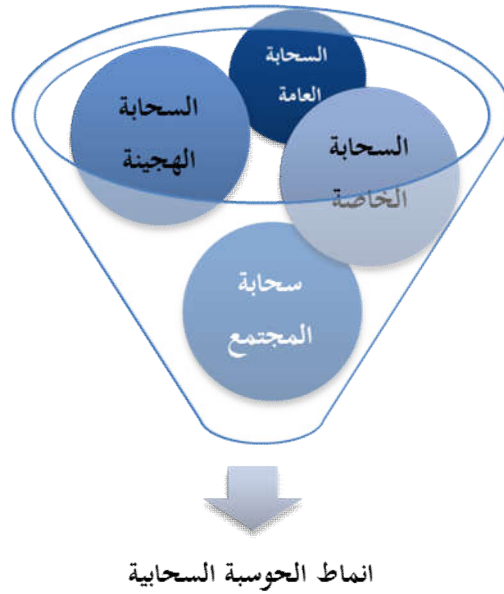 السحابة
العامة
السحابة
الهجينة
السحابة
الخاصة
سحابة
المجتمع
انماط الحوسبة السحابية